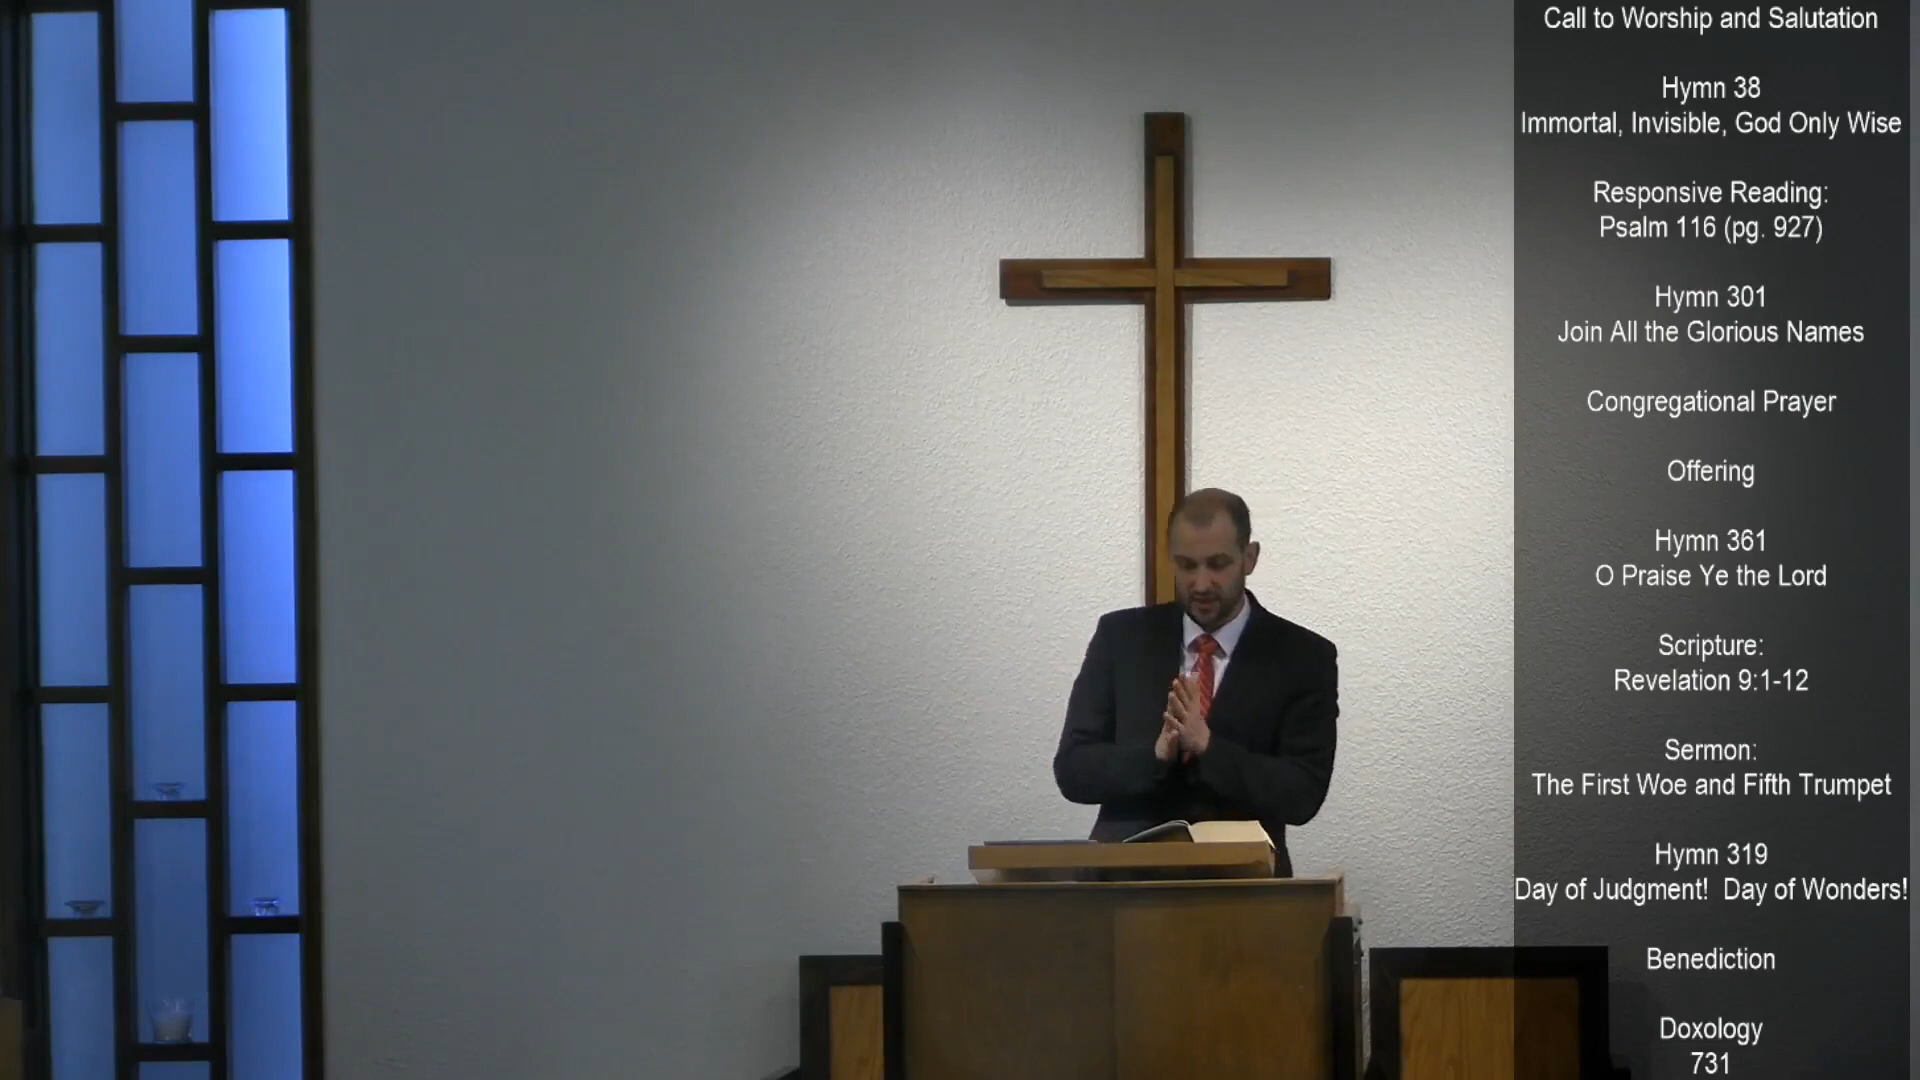 Call to Worship and Salutation
Hymn 38
Immortal, Invisible, God Only Wise
Responsive Reading:
Psalm 116 (pg. 927)
Hymn 301
Join All the Glorious Names
Congregational Prayer
Offering
Hymn 361
O Praise Ye the Lord
Scripture:
Revelation 9:1-12
Sermon:
The First Woe and Fifth Trumpet
Hymn 319
Day of Judgment!  Day of Wonders!
Benediction
Doxology
731